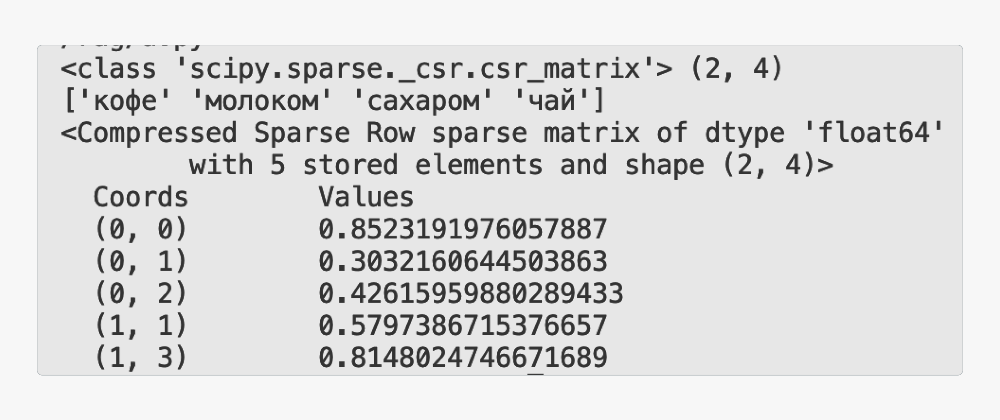 <class 'scipy.sparse._csr.csr_matrix'> (2, 4)
['кофе' 'молоком' 'сахаром' 'чай']
<Compressed Sparse Row sparse matrix of dtype 'float64'
with 5 stored elements and shape (2, 4)>
Coords Values
(0, 0) 0.8523191976057887
(0, 1) 0.3032160644503863
(0, 2) 0.42615959880289433
(1, 1) 0.5797386715376657
(1, 3) 0.8148024746671689